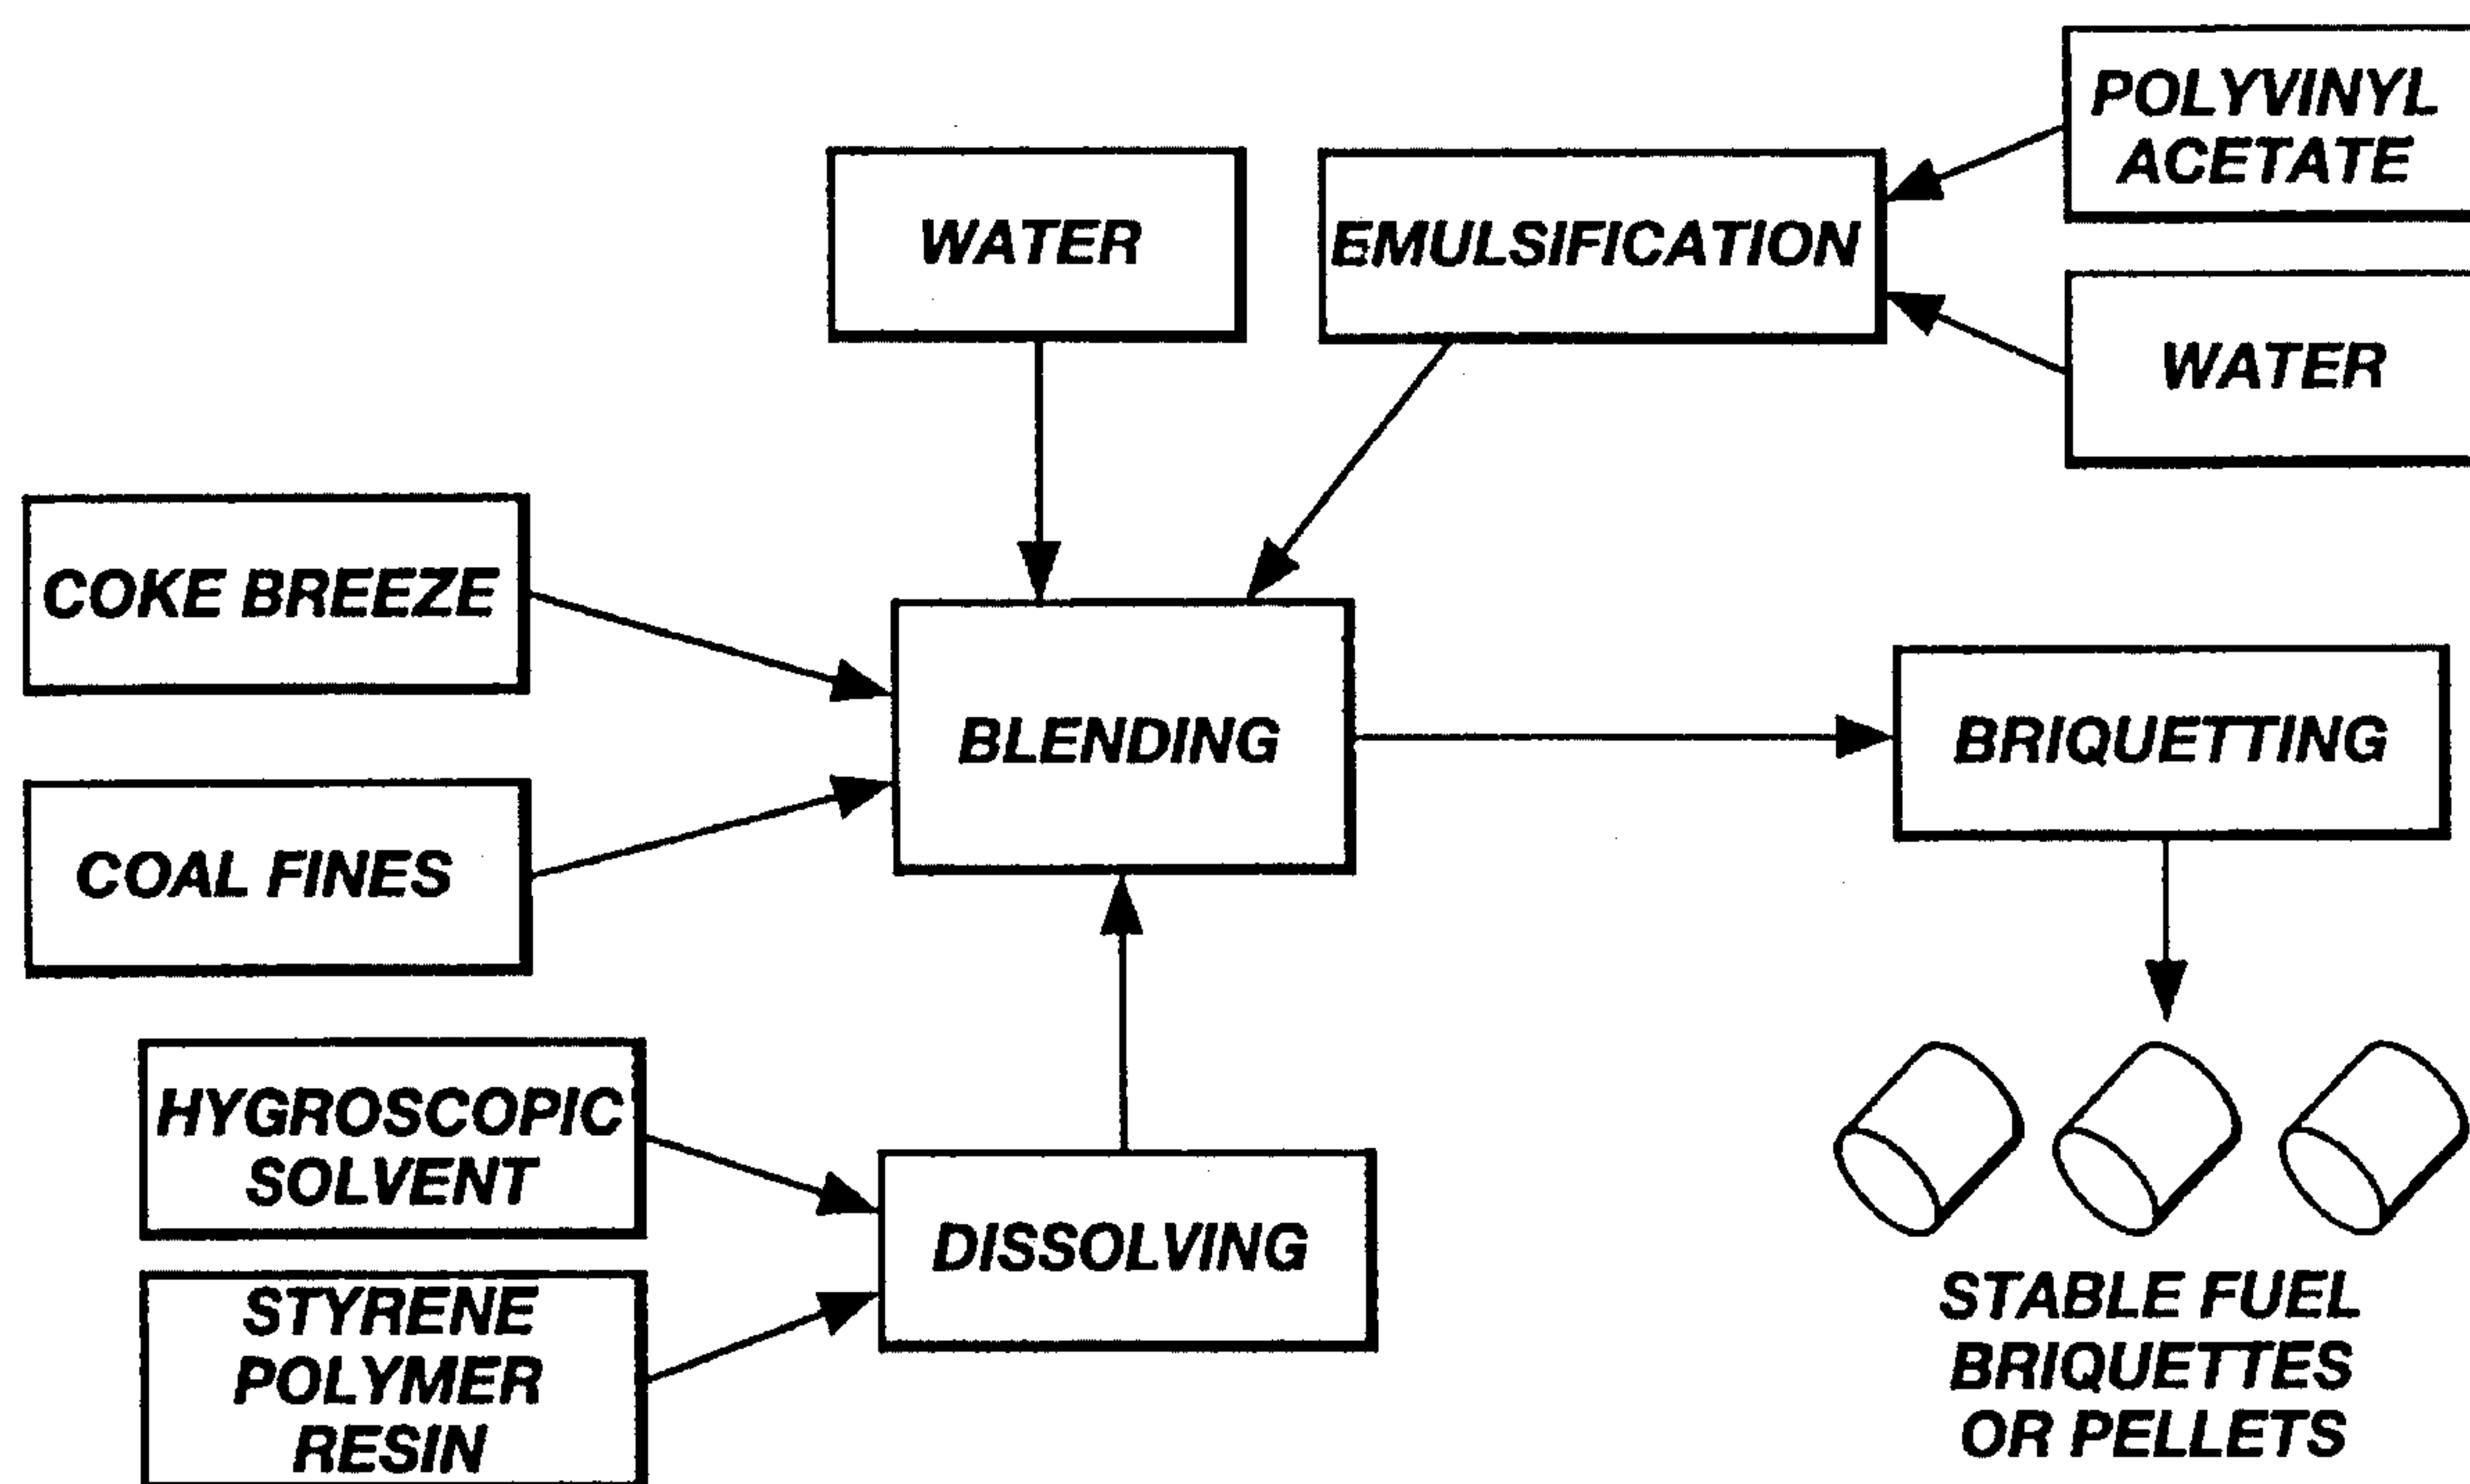 POLYVINYL
ACETATE
WATER
EMULSIFICATION
WATER
COKE BREEZE
BLENDING
BRIQUETTING
COAL FINES
HYGROSCOPIC
SOLVENT
DISSOLVING
STYRENE
POLYMER
RESIN
STABLE FUEL
BRIQUETTES
OR PELLETS